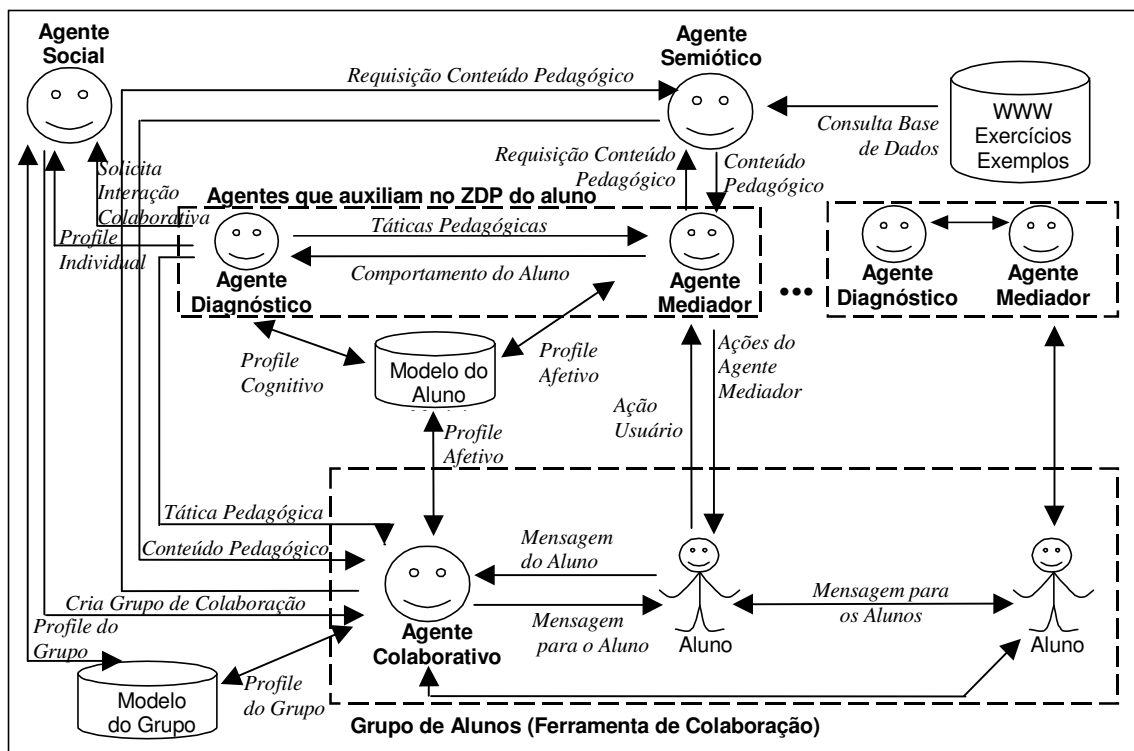 Agente
Social
Agente
Semiótico
Requisição Conteúdo Pedagógico
WWW
Exercícios
Exemplos
Consulta Base
de Dados
Requisição Conteúdo
Pedagógico
Conteúdo
Pedagógico
Solicita
Interação
Colaborativa
Profile
Individual
Agentes que auxiliam no ZDP do aluno
Táticas Pedagógicas
Comportamento do Aluno
Agente
Diagnóstico
Agente
Mediador
...
Agente
Diagnóstico
Agente
Mediador
Profile
Cognitivo
Modelo do
Aluno
Profile
Afetivo
Ações do
Agente
Mediador
Ação
Usuário
Profile
Afetivo
Tática Pedagógica
Conteúdo Pedagógico
Cria Grupo de Colaboração
Profile do
Grupo
Mensagem
do Aluno
Mensagem
para o Aluno
Mensagem para
os Alunos
Agente
Colaborativo
Aluno
Aluno
Modelo
do Grupo
Profile
do Grupo
Grupo de Alunos (Ferramenta de Colaboração)